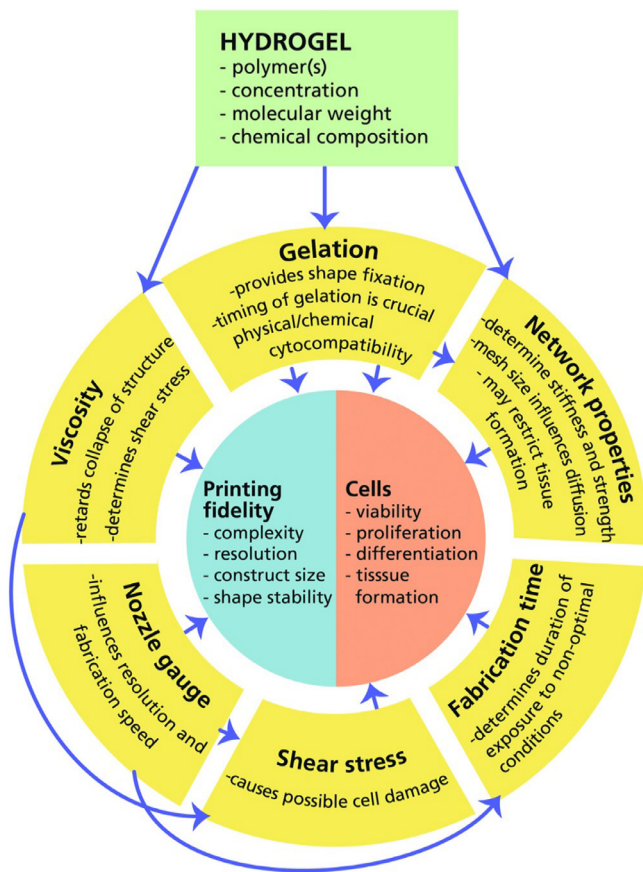 HYDROGEL
- polymer(s)
- concentration
- molecular weight
- chemical composition
Gelation
-provides shape fixation
-timing of gelation is crucial
physical/chemical
cytocompatibility
Viscosity
-retards collapse of structure
-determines shear stress
Network properties
-determine stiffness and strength
-mesh size influences diffusion
- may restrict tissue
formation
Printing
fidelity
- complexity
- resolution
- construct size
- shape stability
Cells
- viability
- proliferation
- differentiation
- tisssue
formation
Nozzle gauge
-influences resolution and
fabrication speed
Shear stress
-causes possible cell damage
Fabrication time
-determines duration of
exposure to non-optimal
conditions